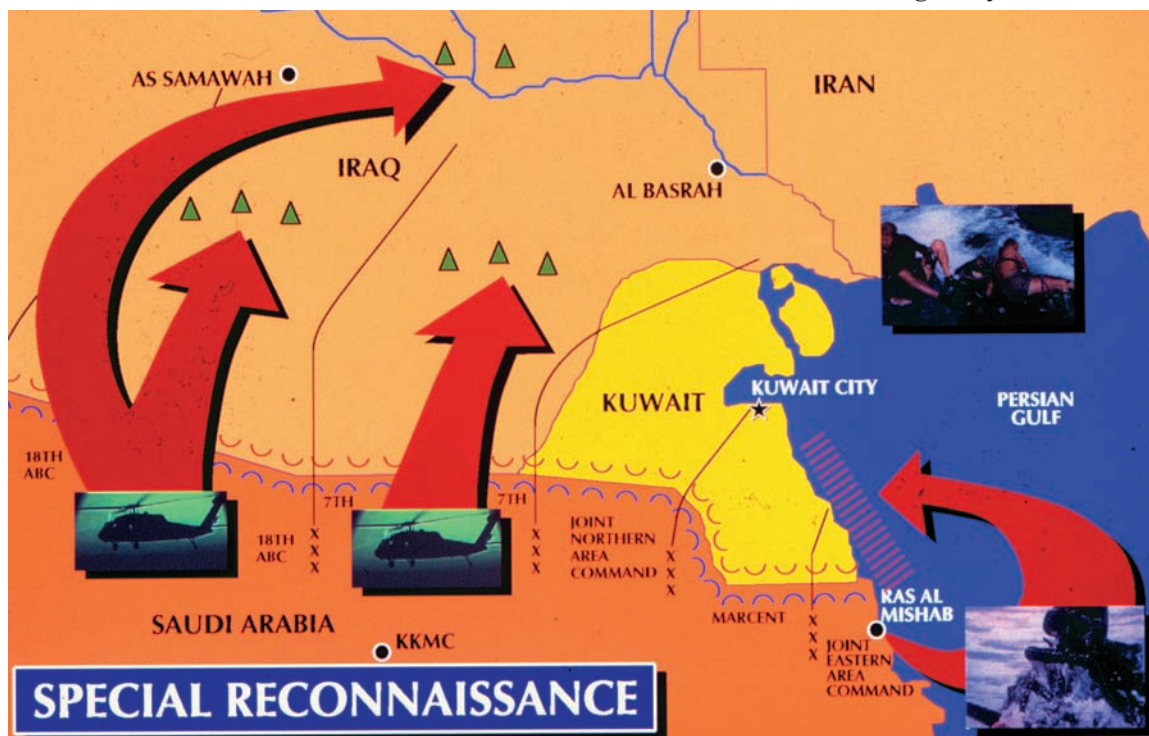 AS SAMAWAH
IRAN
IRAQ
AL BASRAH
KUWAIT
KUWAIT CITY
PERSIAN
GULF
18TH
ABC
18TH
ABC
X
X
X
7TH
7TH
X
X
X
JOINT
NORTHERN
AREA
COMMAND
X
X
X
MARCENT
X
X
X
RAS AL
MISHAB
JOINT
EASTERN
AREA
COMMAND
SAUDI ARABIA
KKMC
SPECIAL RECONNAISSANCE